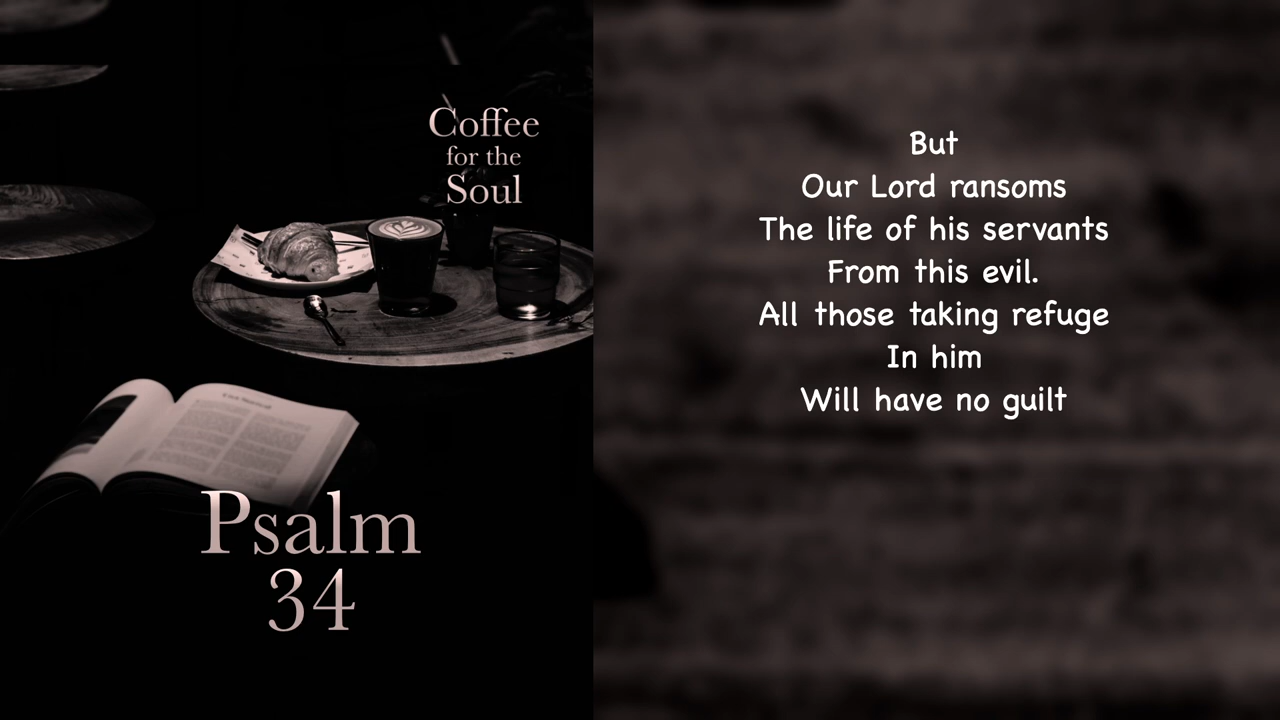 Coffee
for the
Soul
Psalm
34
But
Our Lord ransoms
The life of his servants
From this evil.
All those taking refuge
In him
Will have no guilt